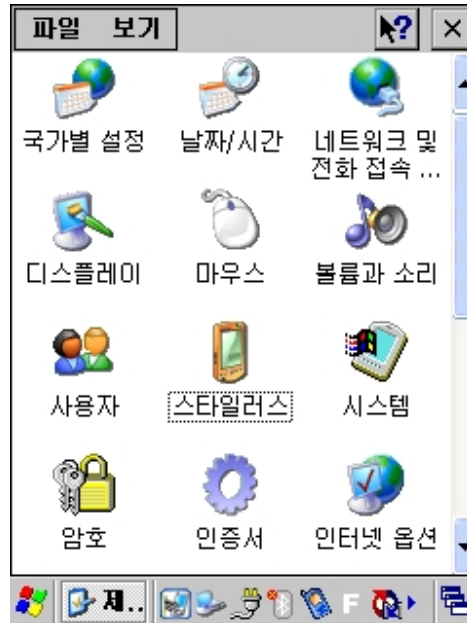 파일 보기
국가별 설정 날짜/시간 네트워크 및 전화 접속 ...
디스플레이 마우스 볼륨과 소리
사용자 스타일러스 시스템
암호 인증서 인터넷 옵션
제.. F